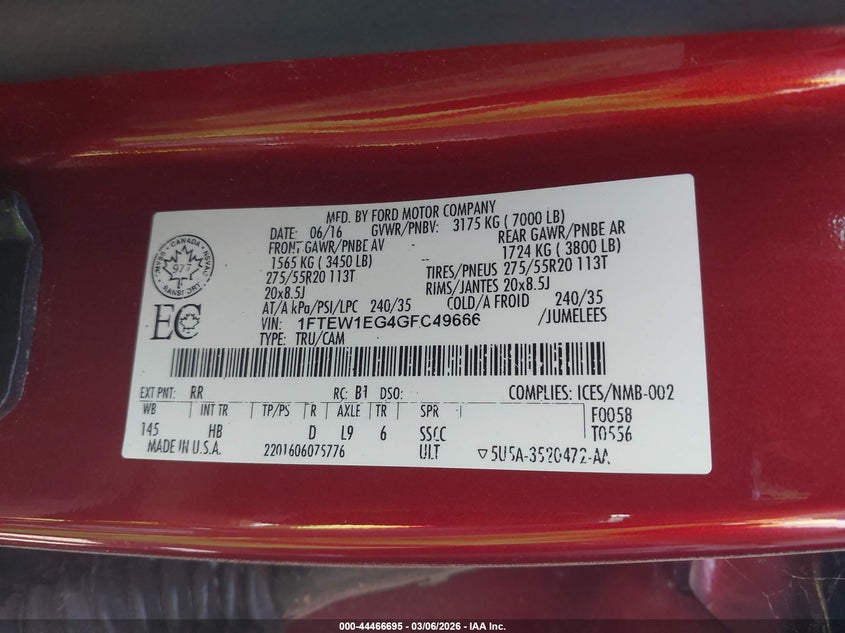 MFD. BY FORD MOTOR COMPANY
DATE: 06/16 GVWR/PNBV: 3175 KG ( 7000 LB)
FRONT GAWR/PNBE AV REAR GAWR/PNBE AR
1565 KG ( 3450 LB) 1724 KG ( 3800 LB)
275/55R20 113T TIRES/PNEUS 275/55R20 113T
20x8.5J RIMS/JANTES 20x8.5J
AT/A kPa/PSI/LPC 240/35 COLD/A FROID 240/35
VIN: 1FTEW1EG4GFC49666 /JUMELEES
TYPE: TRU/CAM
CANADA
977
EC
EXT PNT: RR RC: B1 DSO: COMPLIES: ICES/NMB-002
WB INT TR TP/PS R AXLE TR SPR F0058
145 HB D L9 6 SSCC T0556
MADE IN U.S.A. 2201606075776 ULT ▽5U5A-3520472-AA
000-44466695 - 03/06/2026 - IAA Inc.